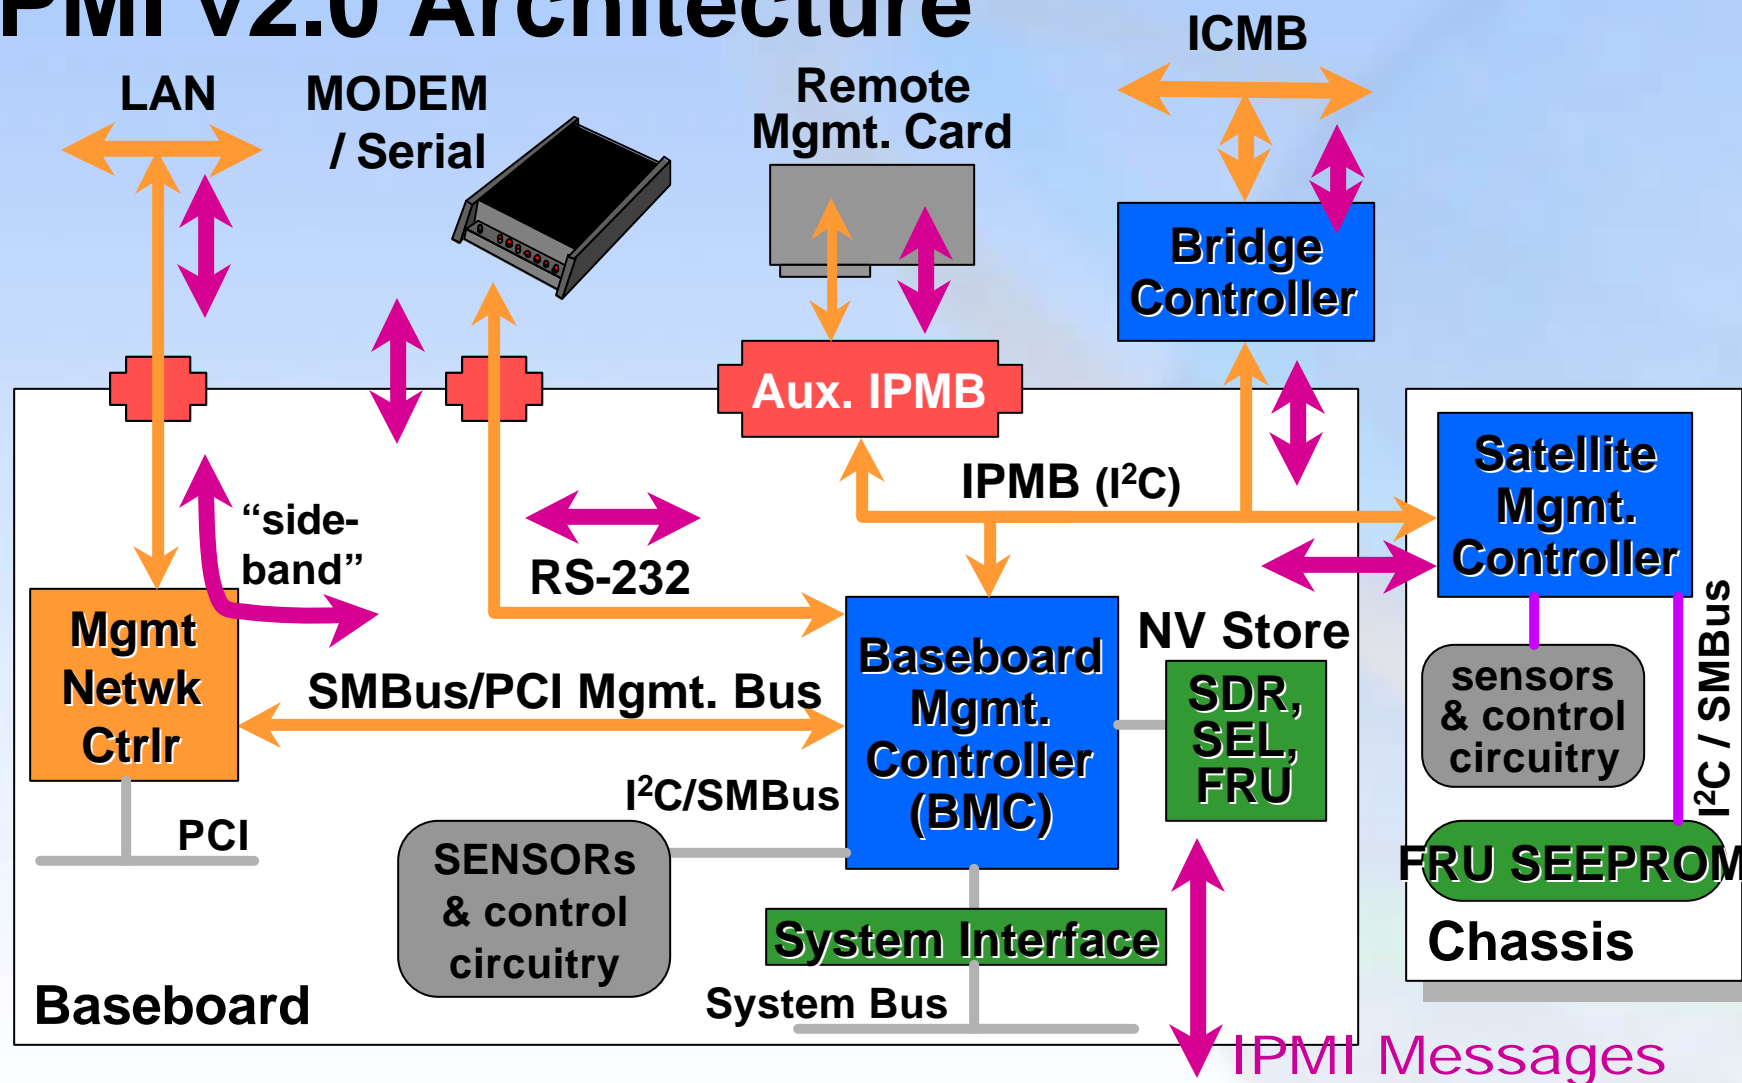 PMI v2.0 Architecture
ICMB
LAN
MODEM
/ Serial
Remote
Mgmt. Card
Bridge
Controller
Aux. IPMB
IPMB (I²C)
Satellite
Mgmt.
Controller
“side-
band”
RS-232
Mgmt
Netwk
Ctrlr
SMBus/PCI Mgmt. Bus
Baseboard
Mgmt.
Controller
(BMC)
NV Store
SDR,
SEL,
FRU
sensors
& control
circuitry
I²C / SMBus
I²C/SMBus
PCI
SENSORs
& control
circuitry
FRU SEEPROM
System Interface
Chassis
System Bus
Baseboard
IPMI Messages